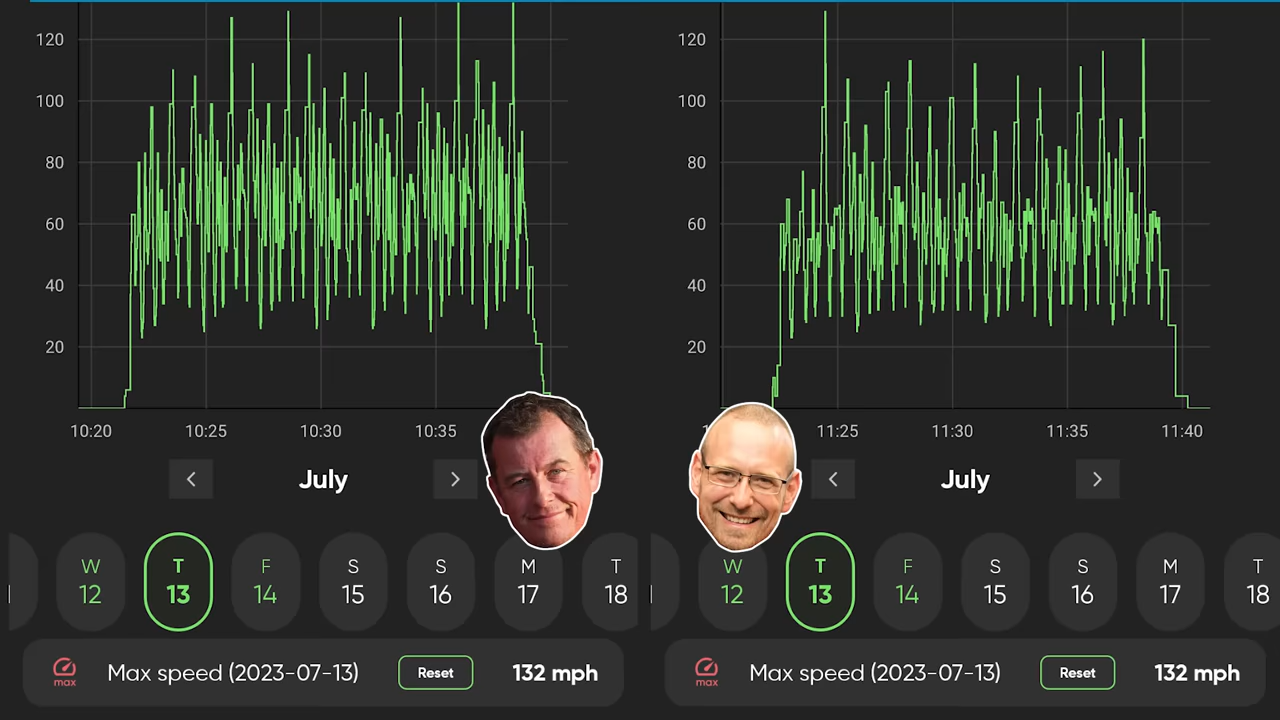 120
100
80
60
40
20
10:20 10:25 10:30 10:35
July
W T F S S M T
12 13 14 15 16 17 18
max Max speed (2023-07-13) Reset 132 mph
120
100
80
60
40
20
11:25 11:30 11:35 11:40
July
W T F S S M T
12 13 14 15 16 17 18
max Max speed (2023-07-13) Reset 132 mph